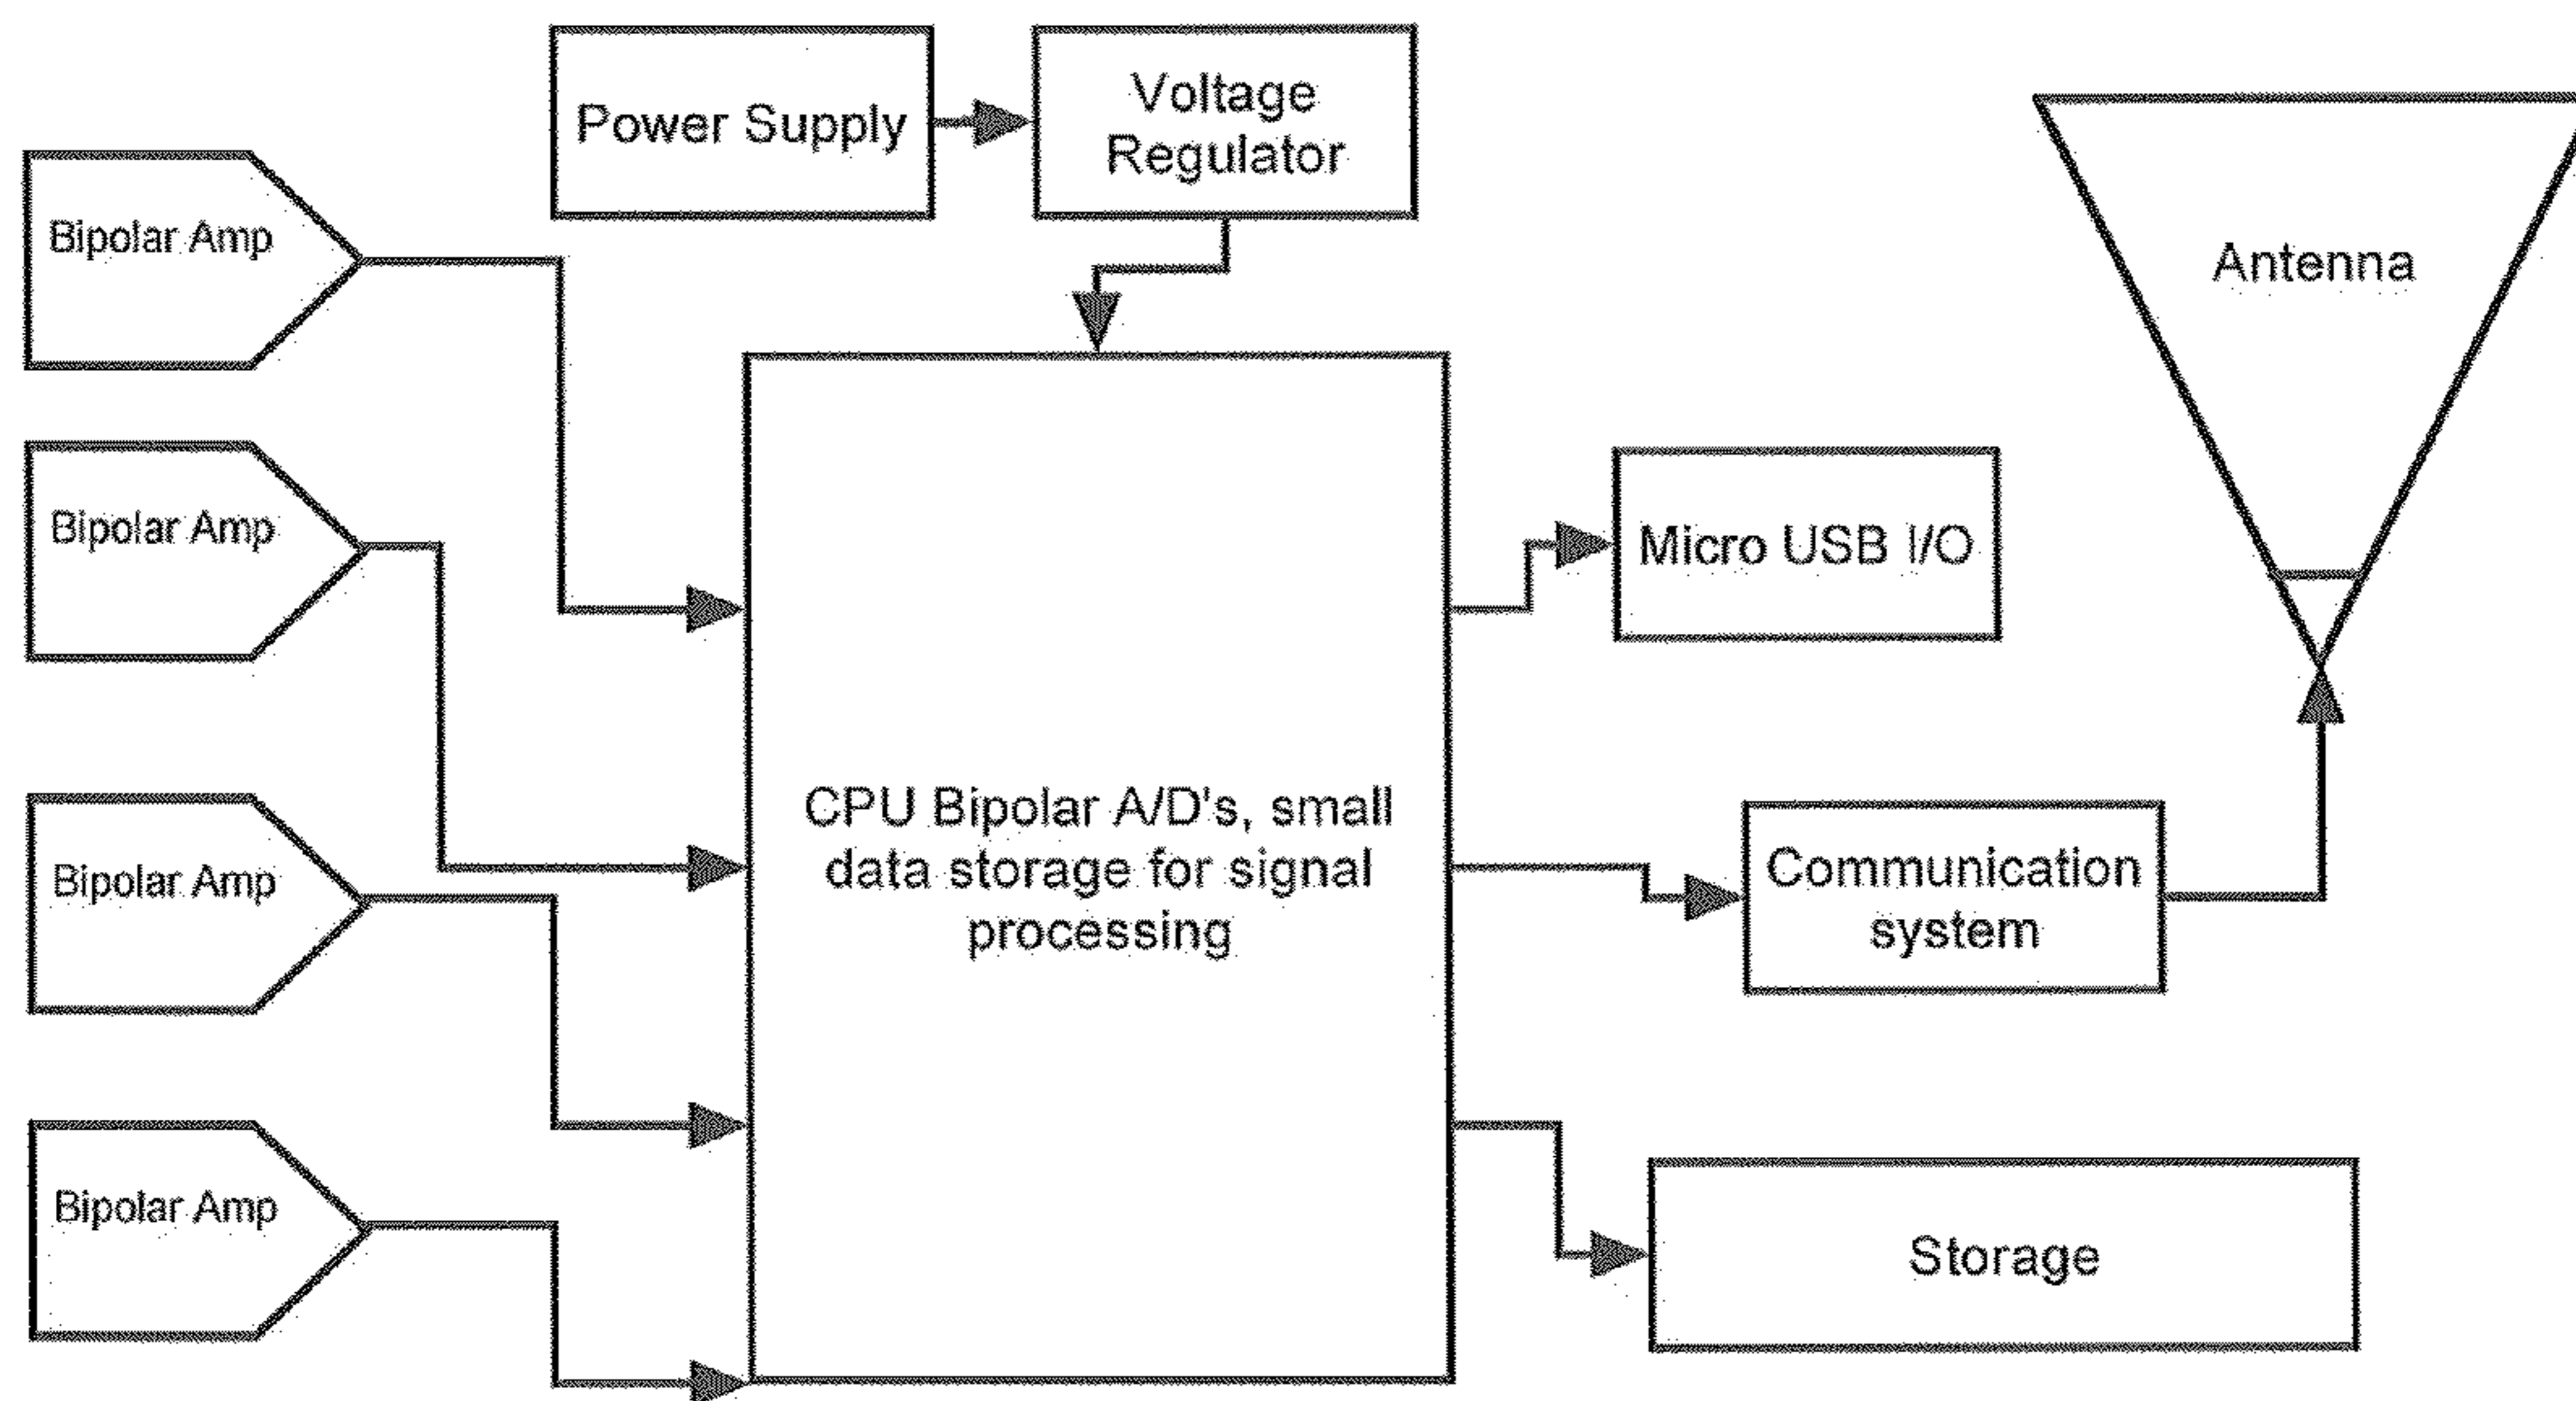 Power Supply
Voltage
Regulator
Antenna
Bipolar Amp
Bipolar Amp
Micro USB I/O
Bipolar Amp
CPU Bipolar A/D's, small
data storage for signal
processing
Communication
system
Bipolar Amp
Storage